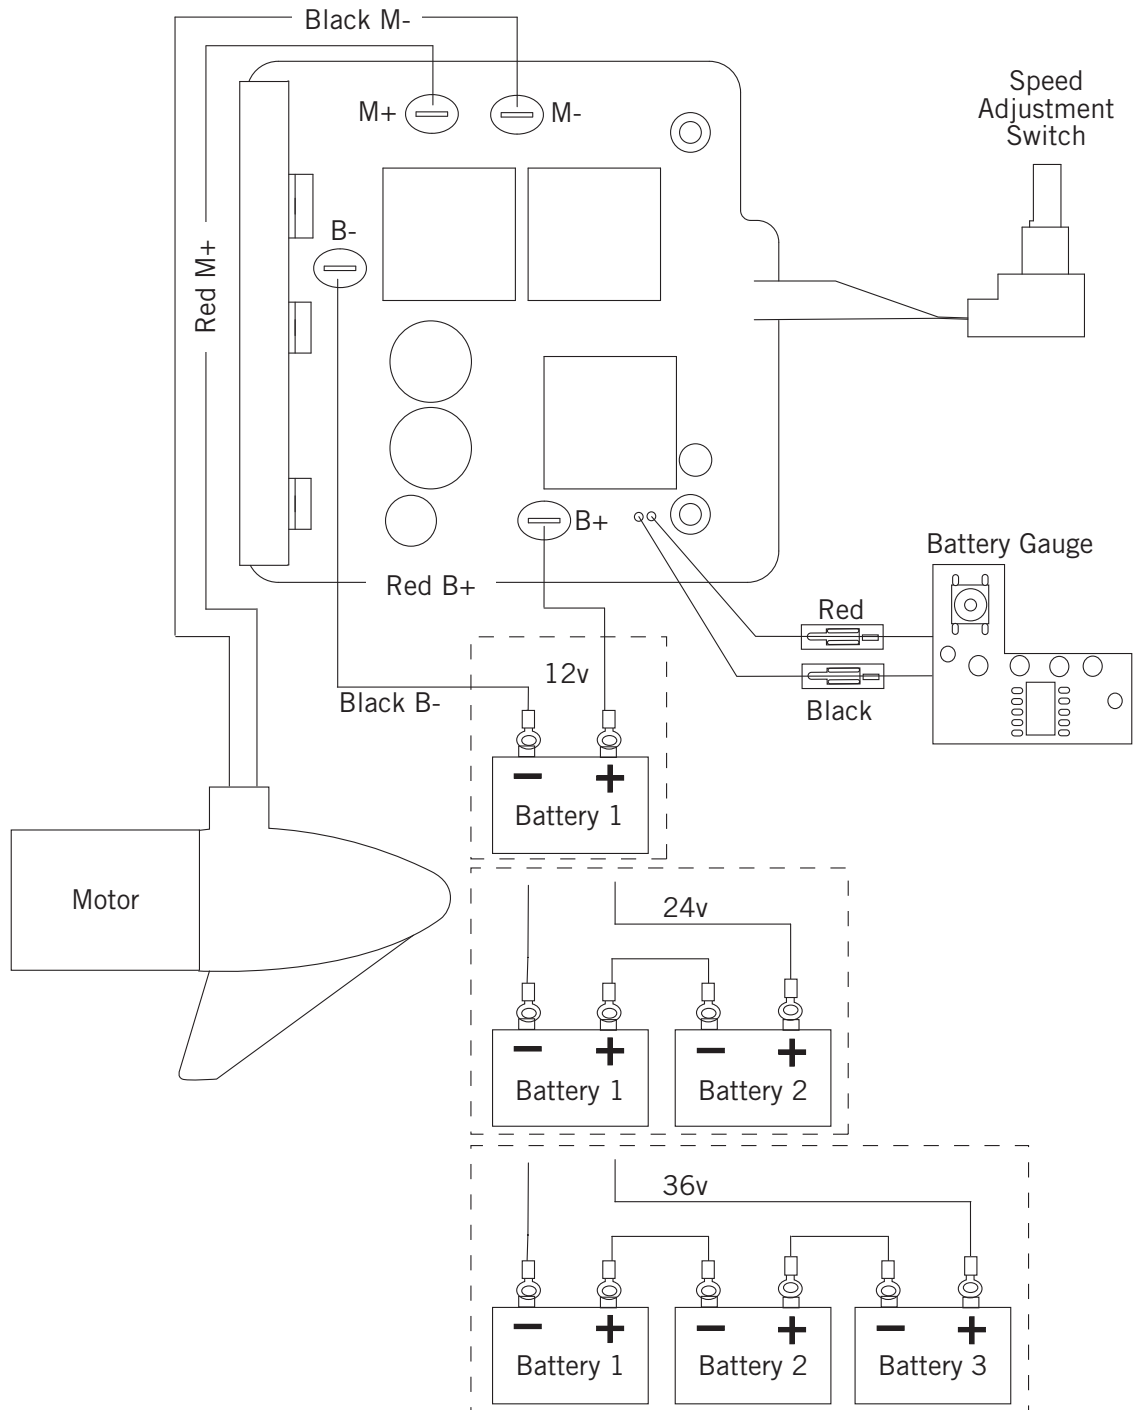 Black M-
Speed
Adjustment
Switch
M+
M-
Red M+
B-
B+
Battery Gauge
Red B+
Red
12v
Black B-
Black
Battery 1
Motor
24v
Battery 1
Battery 2
36v
Battery 1
Battery 2
Battery 3